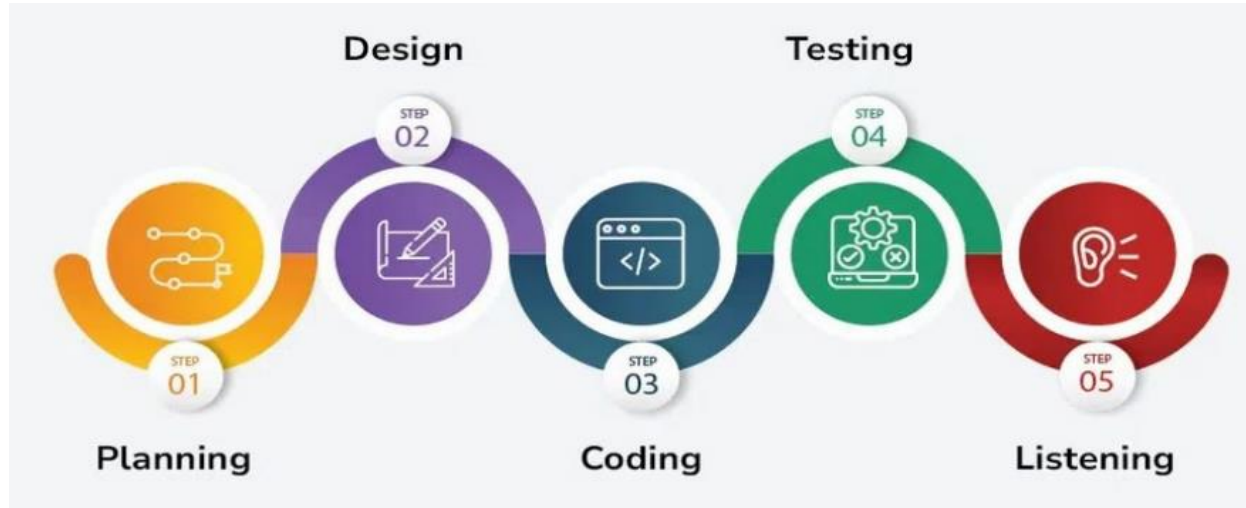 Design
Testing
STEP
02
STEP
04
</>
STEP
01
STEP
03
STEP
05
Planning
Coding
Listening